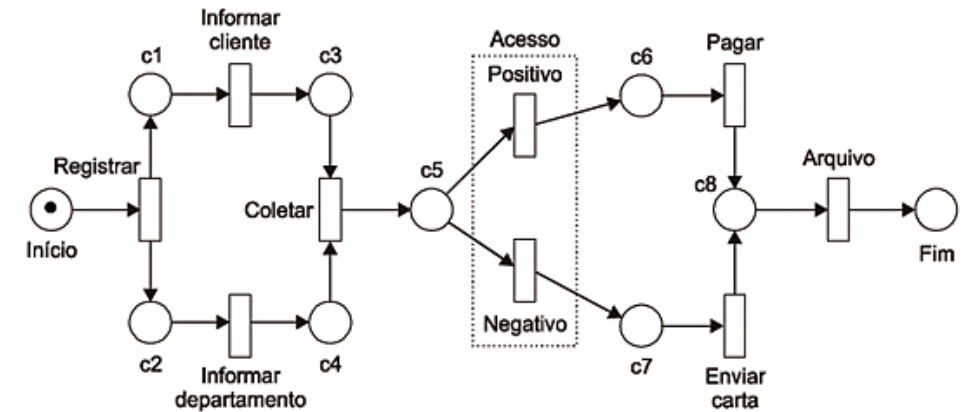 Informar
cliente
Acesso
Pagar
c1
c3
Positivo
c6
Registrar
Arquivo
c5
c8
Coletar
Início
Fim
Negativo
c2
c4
c7
Informar
departamento
Enviar
carta